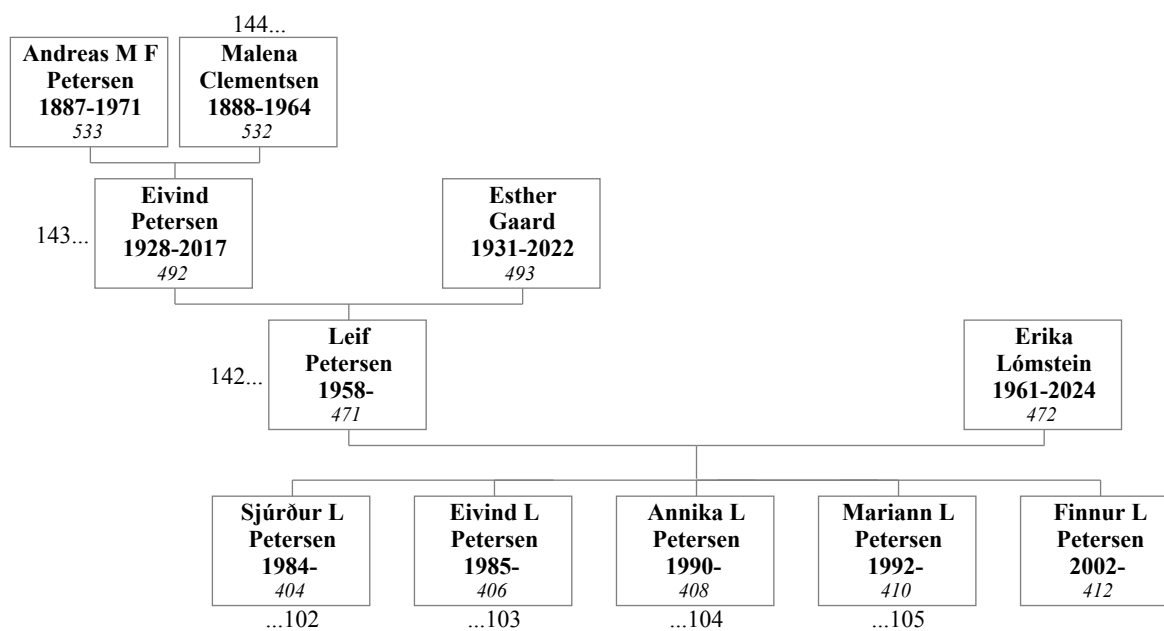 144...
Andreas M F
Petersen
1887-1971
533
Malena
Clementsen
1888-1964
532
143...
Eivind
Petersen
1928-2017
492
Esther
Gaard
1931-2022
493
142...
Leif
Petersen
1958-
471
Erika
Lómstein
1961-2024
472
Sjúrður L
Petersen
1984-
404
...102
Eivind L
Petersen
1985-
406
...103
Annika L
Petersen
1990-
408
...104
Mariann L
Petersen
1992-
410
...105
Finnur L
Petersen
2002-
412